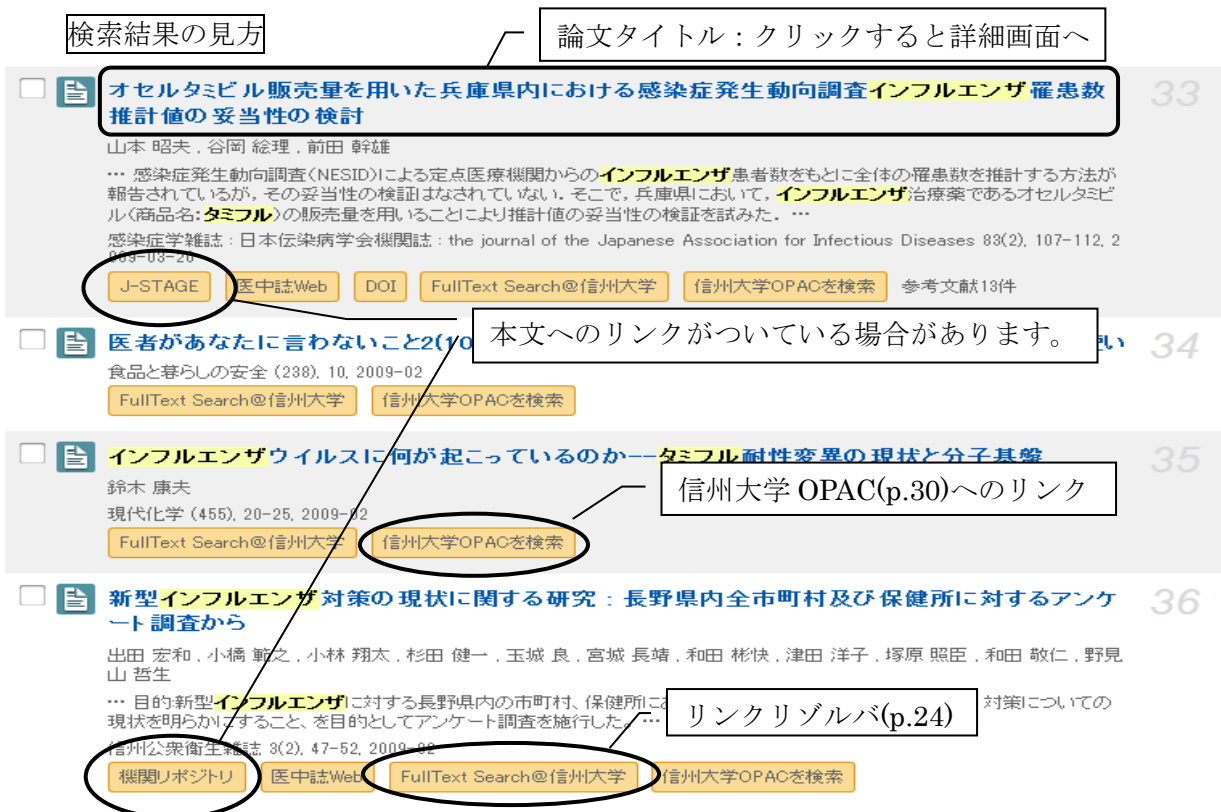 検索結果の見方
論文タイトル：クリックすると詳細画面へ
オセルタミビル販売量を用いた兵庫県内における感染症発生動向調査インフルエンザ罹患数
推計値の妥当性の検討
33
山本 昭夫 , 谷岡 絵理 , 前田 幹雄
… 感染症発生動向調査(NESID)による定点医療機関からのインフルエンザ患者数をもとに全体の罹患数を推計する方法が
報告されているが, その妥当性の検証はなされていない. そこで, 兵庫県において, インフルエンザ治療薬であるオセルタミビ
ル(商品名:タミフル)の販売量を用いることにより推計値の妥当性の検証を試みた. …
感染症学雑誌 : 日本伝染病学会機関誌 : the journal of the Japanese Association for Infectious Diseases 83(2), 107-112, 2
009-03-20
J-STAGE 医中誌Web DOI FullText Search@信州大学 信州大学OPACを検索 参考文献13件
本文へのリンクがついている場合があります。
医者があなたに言わないこと2(10 34
食品と暮らしの安全 (238), 10, 2009-02
FullText Search@信州大学 信州大学OPACを検索
インフルエンザウイルスに何が起こっているのか--タミフル耐性変異の現状と分子基盤 35
鈴木 康夫
信州大学 OPAC(p.30)へのリンク
現代化学 (455), 20-25, 2009-02
FullText Search@信州大学 信州大学OPACを検索
新型インフルエンザ対策の現状に関する研究 : 長野県内全市町村及び保健所に対するアンケ
ート調査から
36
出田 宏和 , 小橋 範之 , 小林 翔太 , 杉田 健一 , 玉城 良 , 宮城 長靖 , 和田 彬快 , 津田 洋子 , 塚原 照臣 , 和田 敬仁 , 野見
山 哲生
… 目的:新型インフルエンザに対する長野県内の市町村、保健所に 対策についての
現状を明らかにすること、を目的としてアンケート調査を施行した。…
リンクリゾルバ(p.24)
信州公衆衛生雑誌 3(2), 47-52, 2009-02
機関リポジトリ 医中誌Web FullText Search@信州大学 信州大学OPACを検索